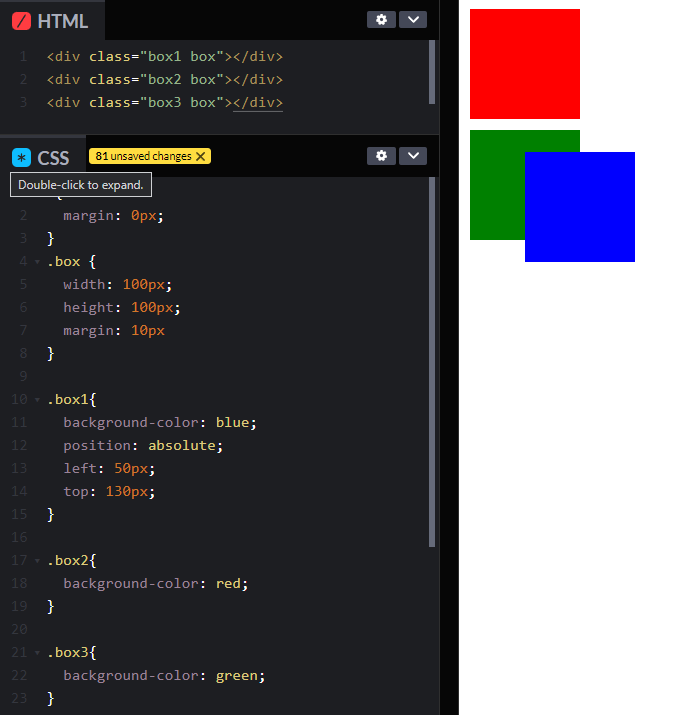 HTML
1 <div class="box1 box"></div>
2 <div class="box2 box"></div>
3 <div class="box3 box"></div>
CSS 81 unsaved changes
Double-click to expand.
{
2 margin: 0px;
3 }
4 .box {
5 width: 100px;
6 height: 100px;
7 margin: 10px
8 }
9
10 .box1{
11 background-color: blue;
12 position: absolute;
13 left: 50px;
14 top: 130px;
15 }
16
17 .box2{
18 background-color: red;
19 }
20
21 .box3{
22 background-color: green;
23 }